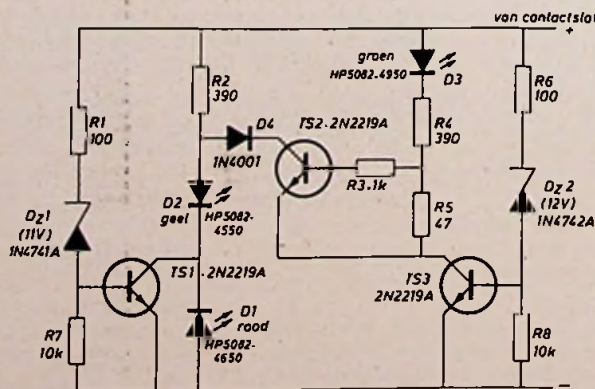 van contactslot
+
groen
HP5082-4950
D3
R1
100
R2
390
D4
1N4001
TS2-2N2219A
R3.1k
R4
390
R6
100
Dz1
(11V)
1N4741A
D2
geel
HP5082-
4550
R5
47
Dz2
(12V)
1N4742A
TS1-2N2219A
TS3
2N2219A
R7
10k
D1
rood
HP5082-
4650
R8
10k
−